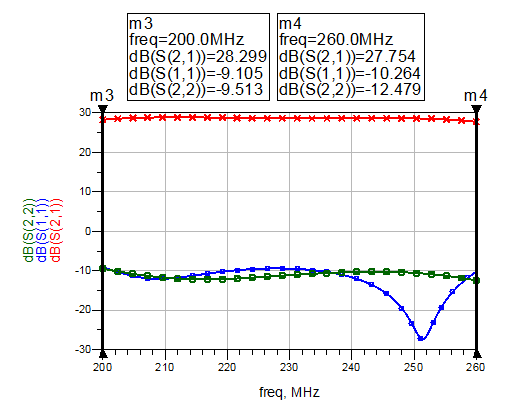 m3
freq=200.0MHz
dB(S(2,1))=28.299
dB(S(1,1))=-9.105
dB(S(2,2))=-9.513
m4
freq=260.0MHz
dB(S(2,1))=27.754
dB(S(1,1))=-10.264
dB(S(2,2))=-12.479
m3
m4
30
20
10
0
-10
-20
-30
dB(S(2,2))
dB(S(1,1))
dB(S(2,1))
200
210
220
230
240
250
260
freq, MHz